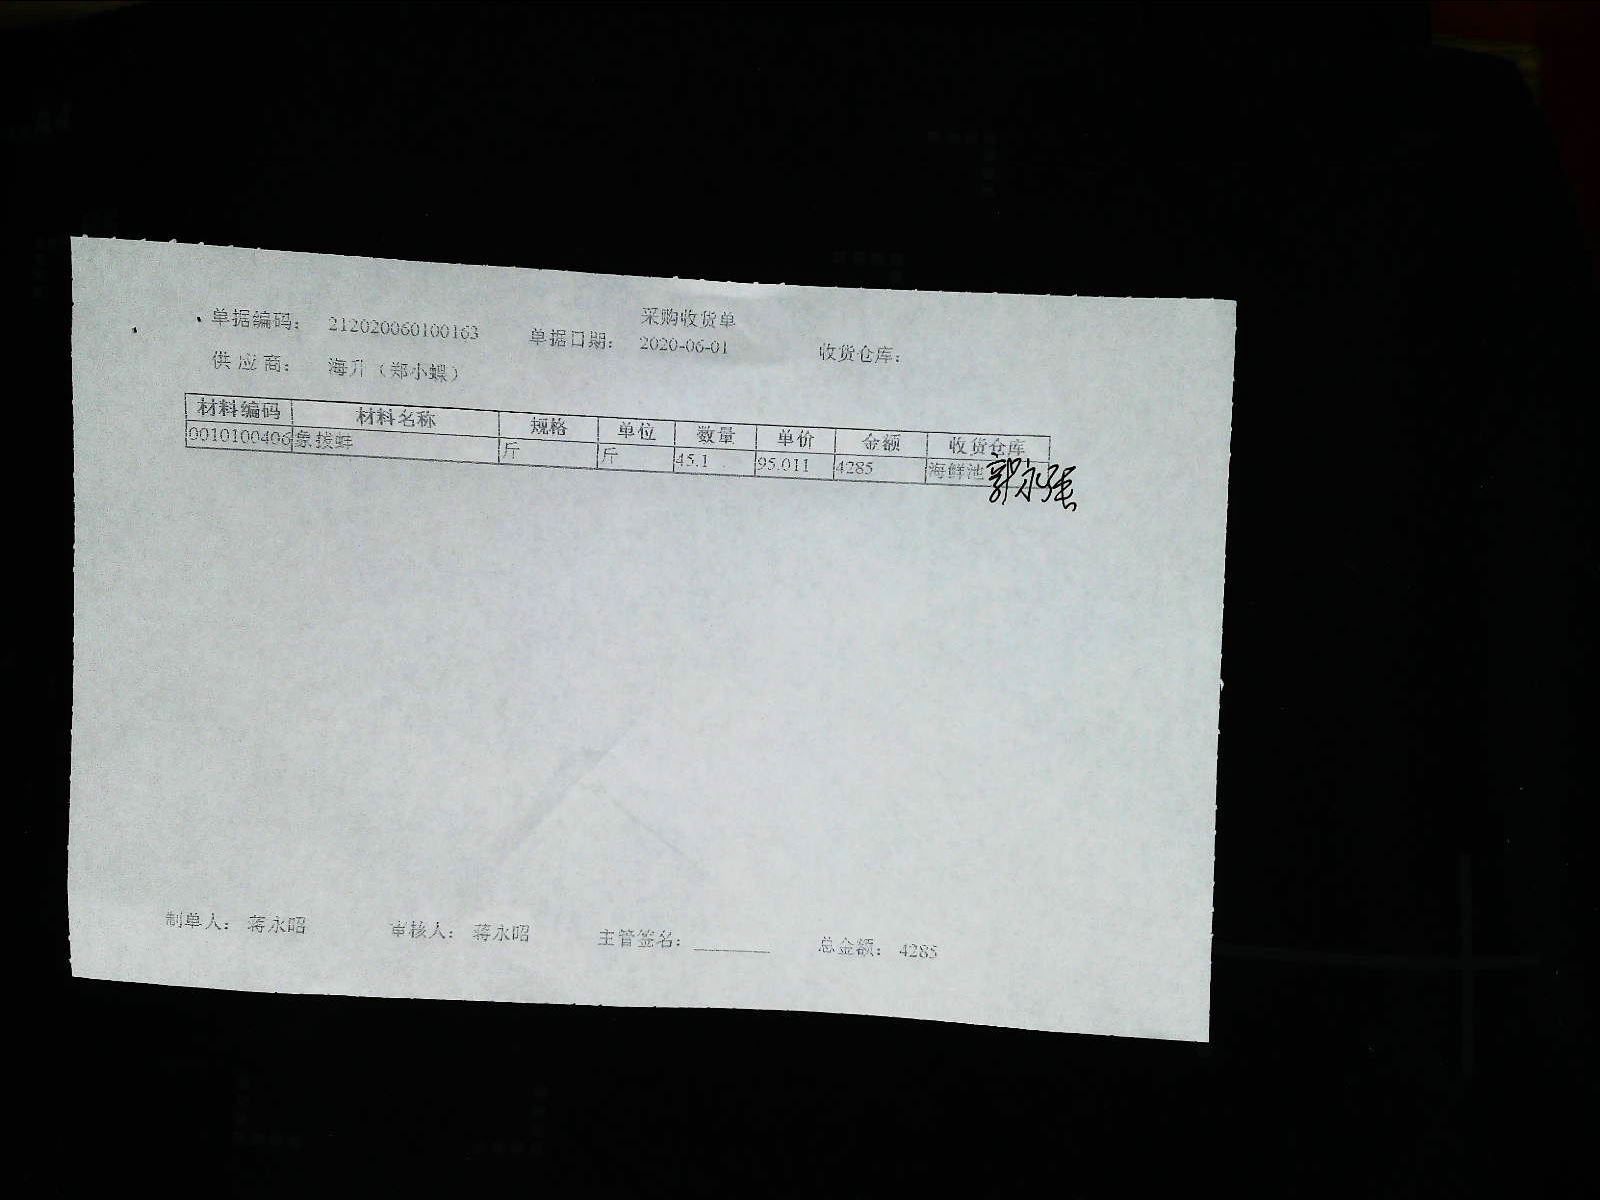 采购收货单
单据编码： 212020060100163 单据日期： 2020-06-01 收货仓库：
供应商： 海升（郑小蝶）
材料编码 材料名称 规格 单位 数量 单价 金额 收货仓库
0010100406 象拔蚌 斤 斤 45.1 95.011 4285 海鲜池 郭永强
制单人： 蒋永昭 审核人： 蒋永昭 主管签名：________ 总金额： 4285